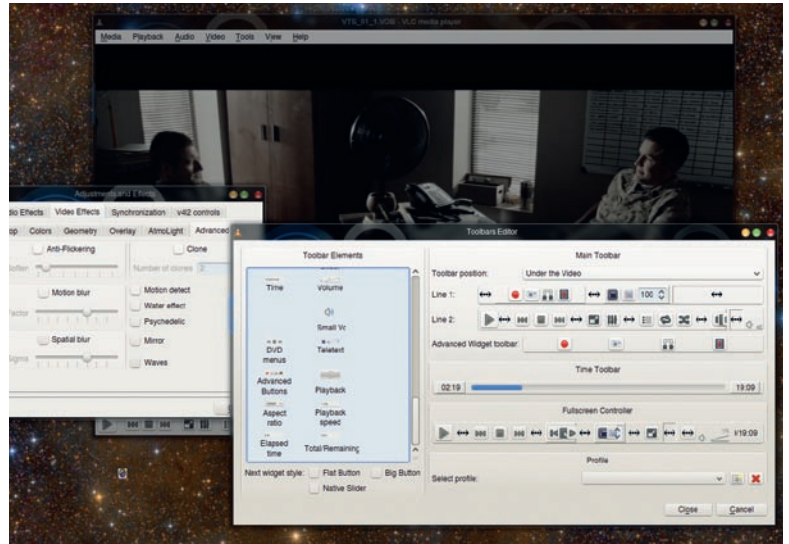 VTS_01_1.VOB - VLC media player
Media Playback Audio Video Tools View Help
Adjustments and Effects
Effects Video Effects Synchronization v4l2 controls
Colors Geometry Overlay AtmoLight Advanced
Anti-Flickering
Clone
Soften
Number of clones 2
Motion blur
Motion detect
Water effect
Psychedelic
Spatial blur
Mirror
Sigma
Waves
Toolbars Editor
Toolbar Elements
Time Volume
Small
DVD menus Teletext
Advanced Buttons Playback
Aspect ratio Playback speed
Elapsed time Total/Remaining
Next widget style: Flat Button Big Button
Native Slider
Main Toolbar
Toolbar position: Under the Video
Line 1: 100
Line 2:
Advanced Widget toolbar:
Time Toolbar
02:19 19:09
Fullscreen Controller
Profile
Select profile:
Close Cancel